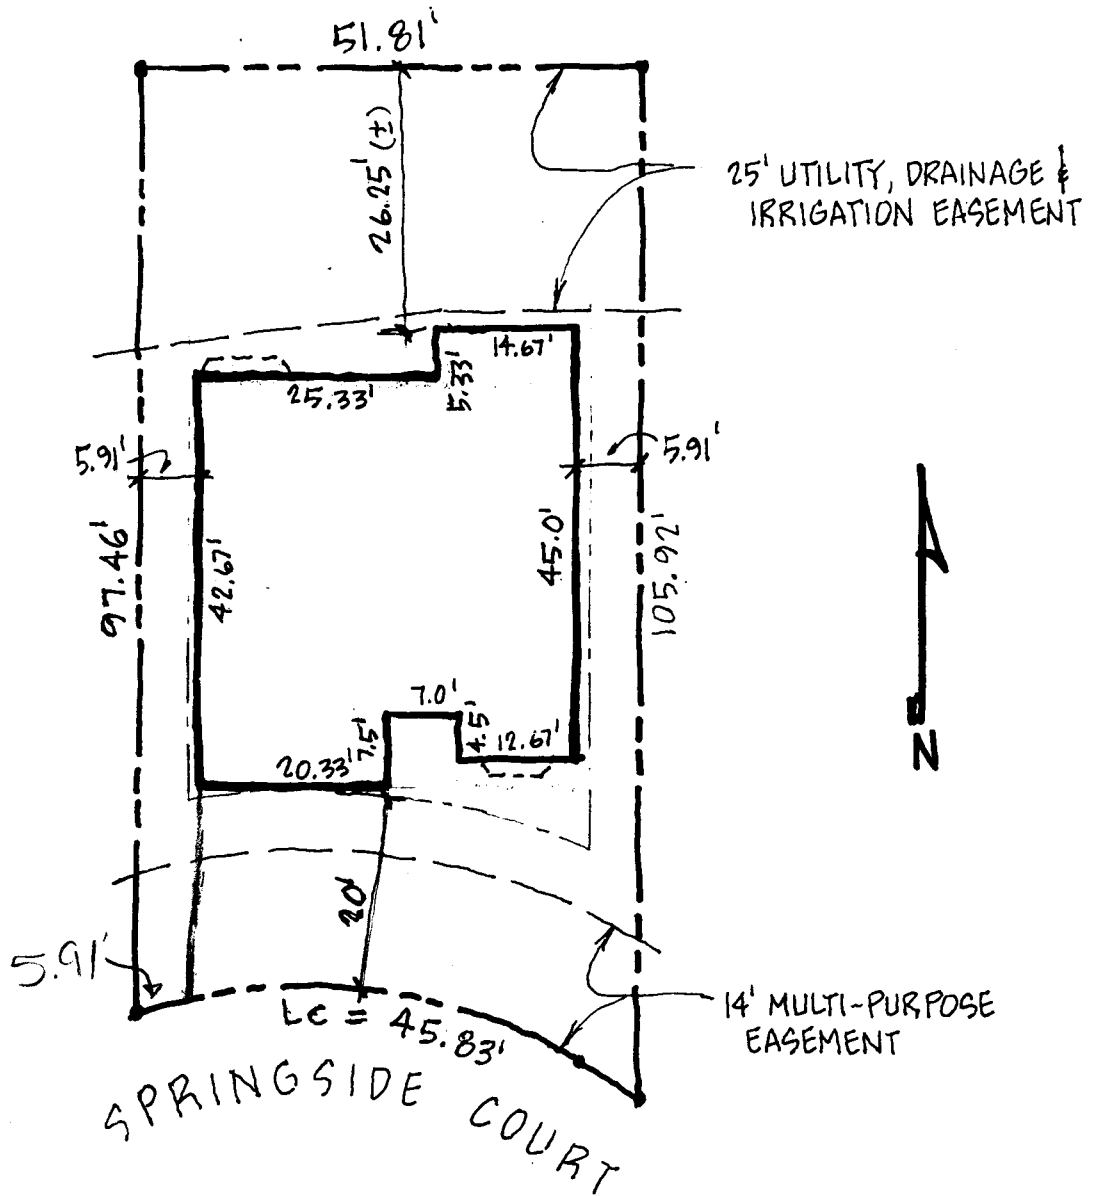 51.81'
26.25' (±)
25' UTILITY, DRAINAGE &
IRRIGATION EASEMENT
14.67'
5.33'
25.33'
5.91'
5.91'
97.46'
42.67'
45.0'
105.92'
7.0'
7.5'
4.5'
12.67'
20.33'
N
20'
5.91'
14' MULTI-PURPOSE
EASEMENT
Lc = 45.83'
SPRINGSIDE COURT